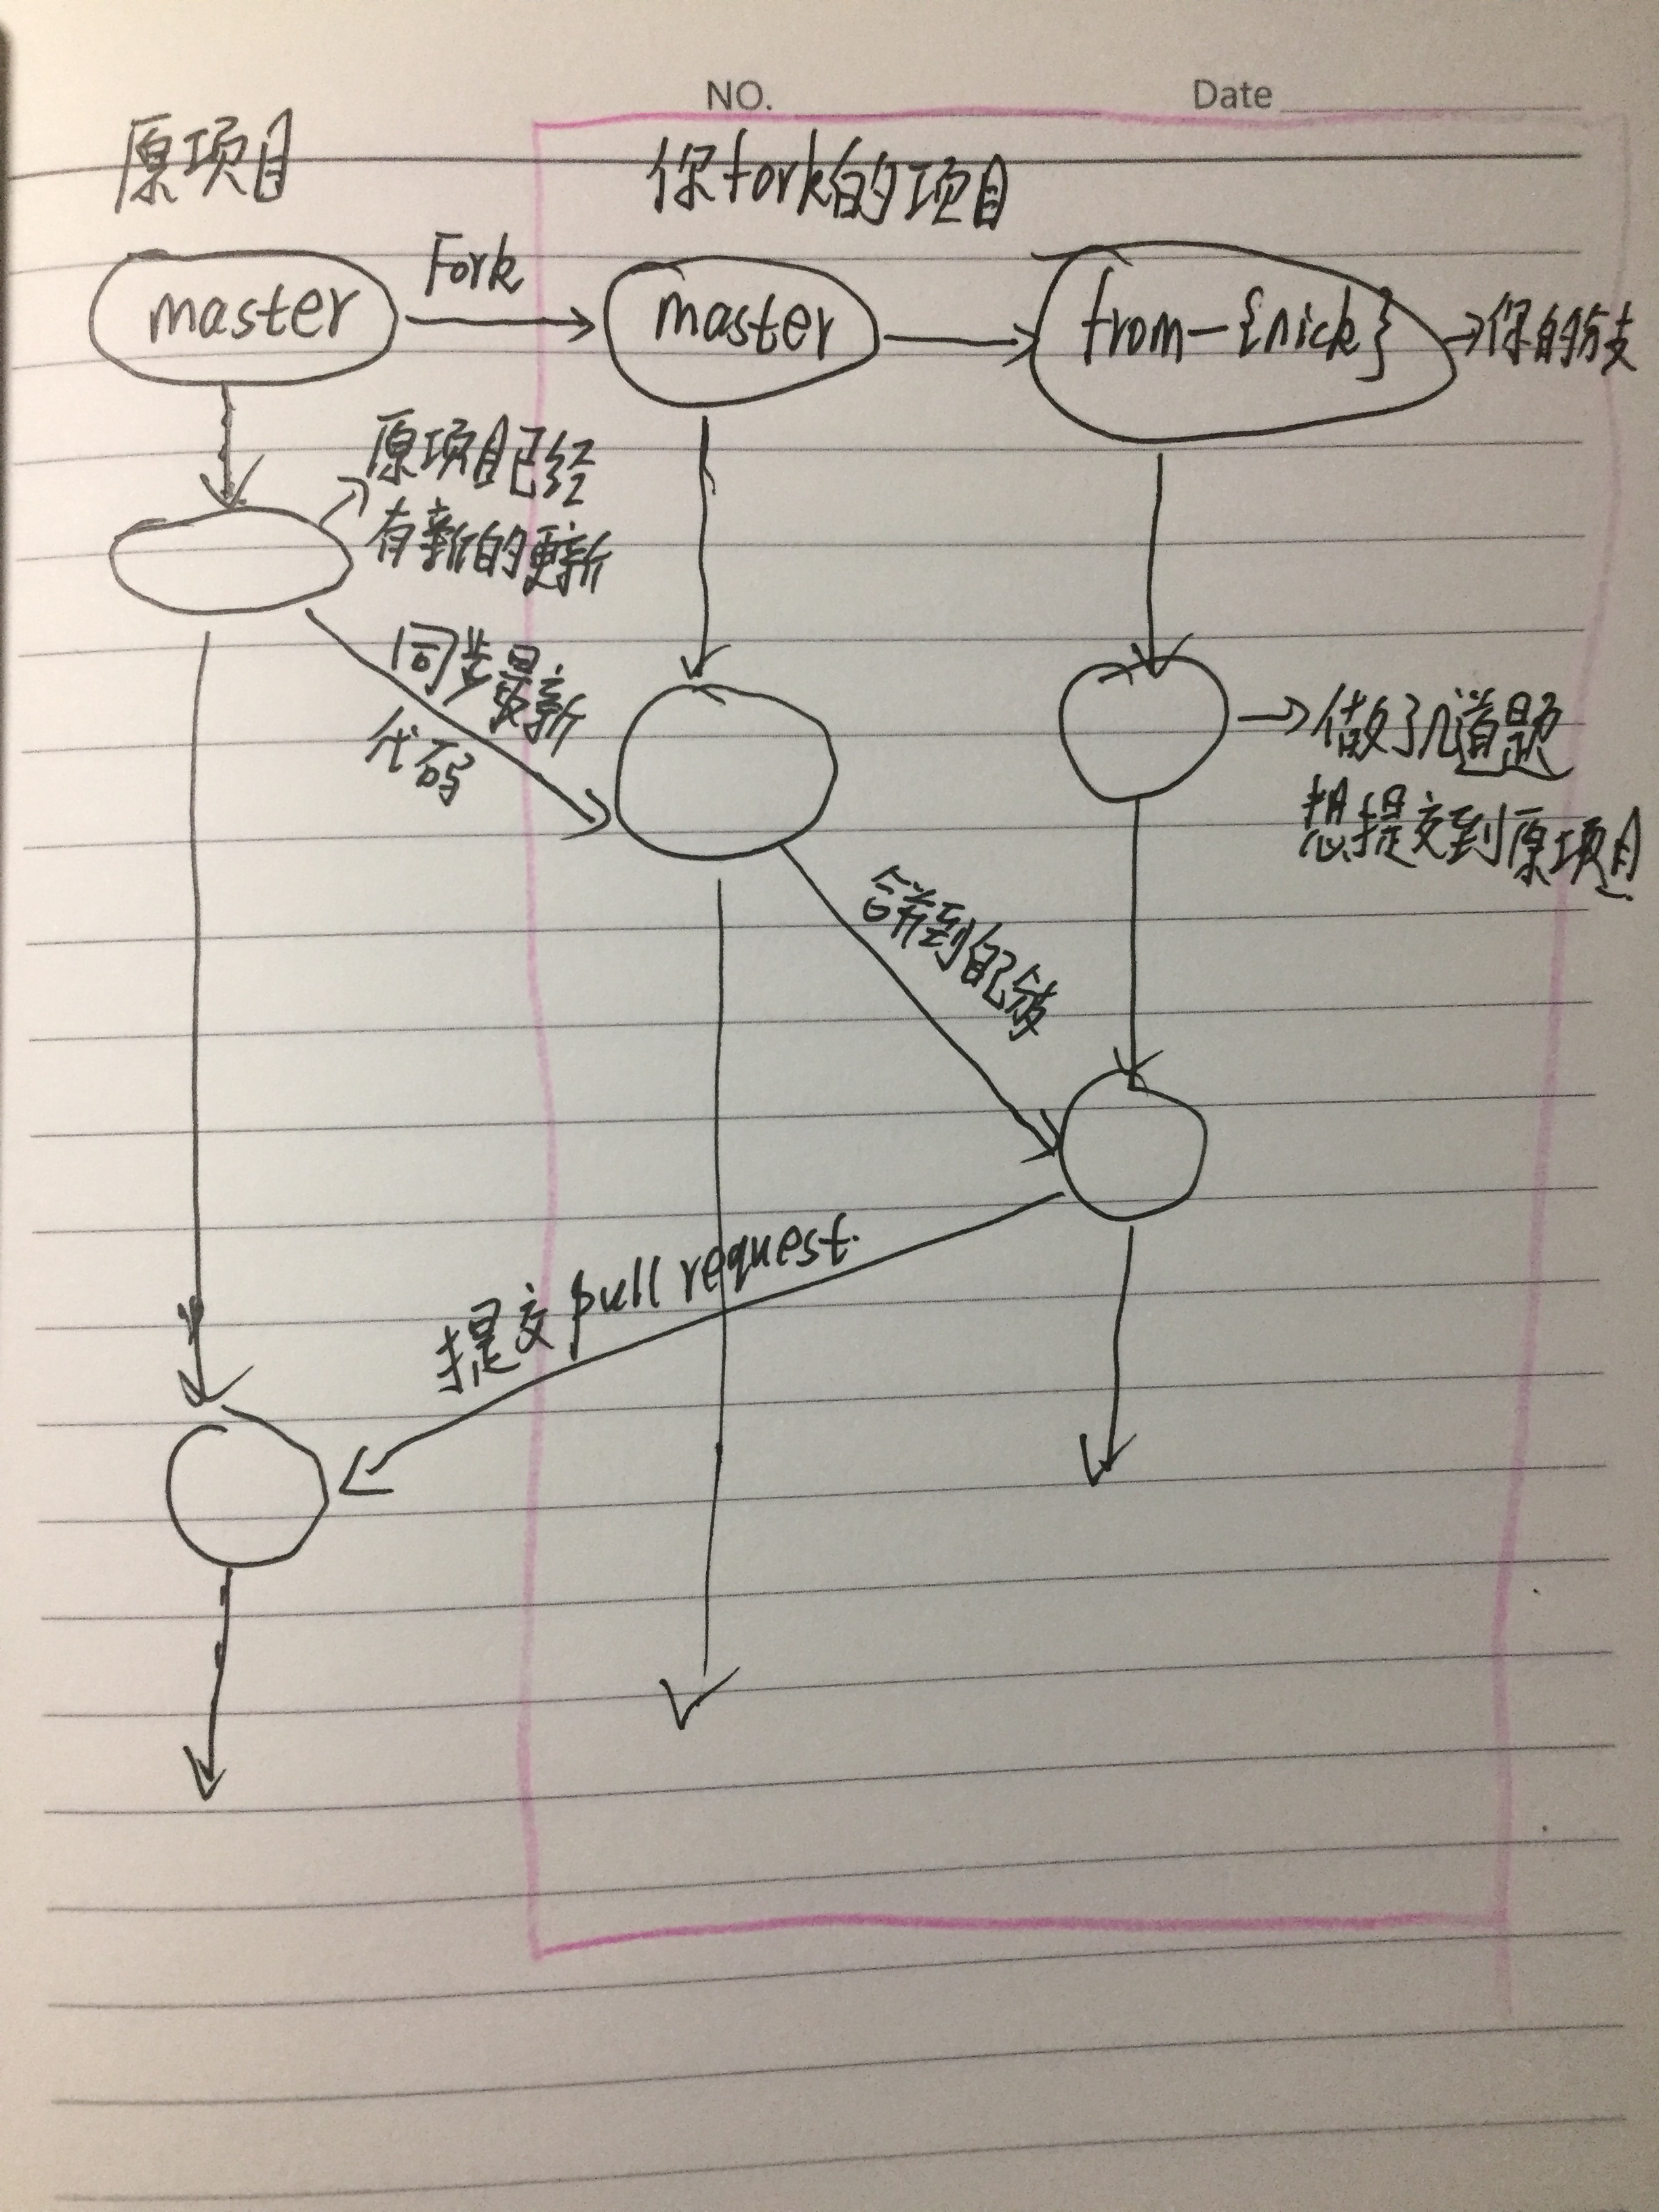 NO.
Date
原项目
你fork的项目
master
Fork
master
from-{nick}
你的分支
原项目已经
有新的更新
同步最新
代码
做了几道题
想提交到原项目
合并到自己分支
提交pull request.